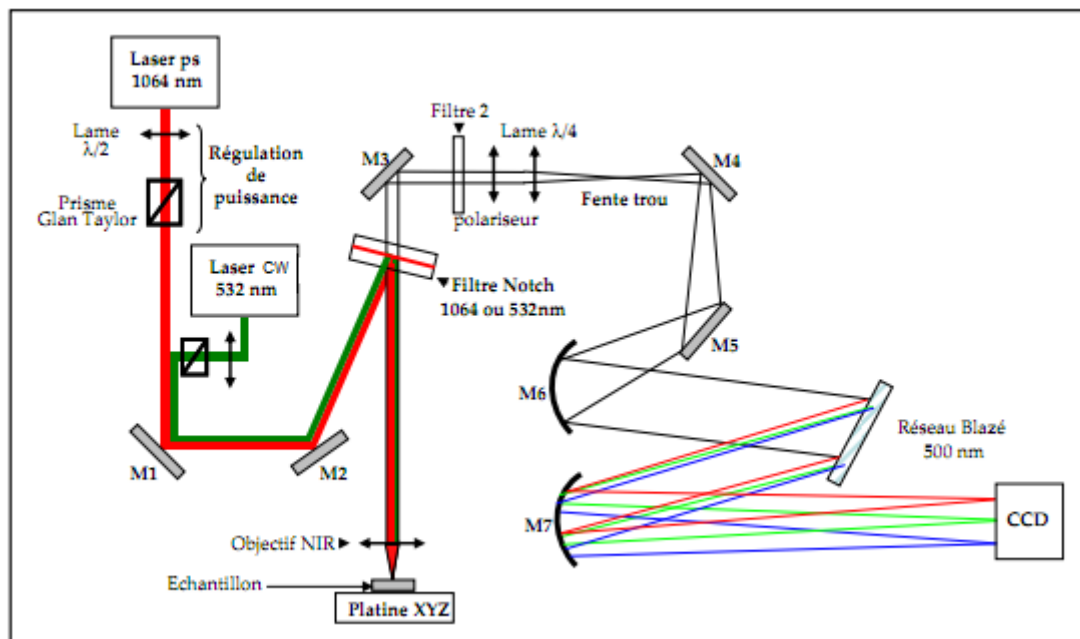 Laser ps
1064 nm
Lame
λ/2
Régulation
de
puissance
Prisme
Glan Taylor
Laser CW
532 nm
M1
M2
M3
Filtre 2
Lame λ/4
polariseur
Fente trou
M4
Filtre Notch
1064 ou 532nm
M5
M6
Réseau Blazé
500 nm
M7
CCD
Objectif NIR
Echantillon
Platine XYZ